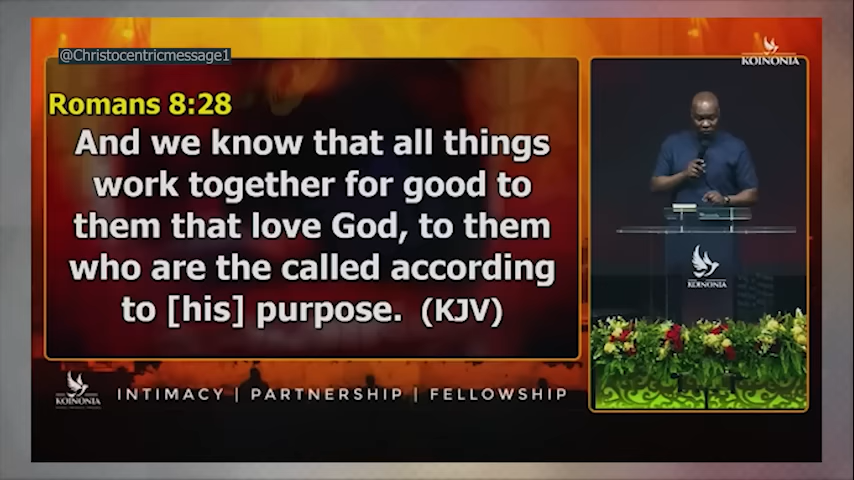 @Christocentricmessage1
KOINONIA
Romans 8:28
And we know that all things
work together for good to
them that love God, to them
who are the called according
to [his] purpose. (KJV)
KOINONIA
KOINONIA
INTIMACY | PARTNERSHIP | FELLOWSHIP